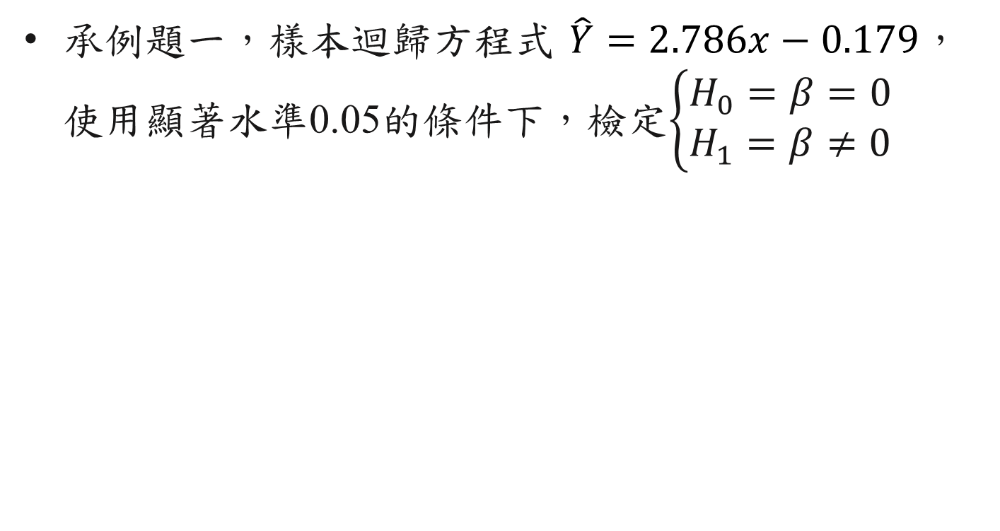 • 承例題一，樣本迴歸方程式 Ŷ = 2.786x − 0.179，
使用顯著水準0.05的條件下，檢定{H₀ = β = 0
H₁ = β ≠ 0